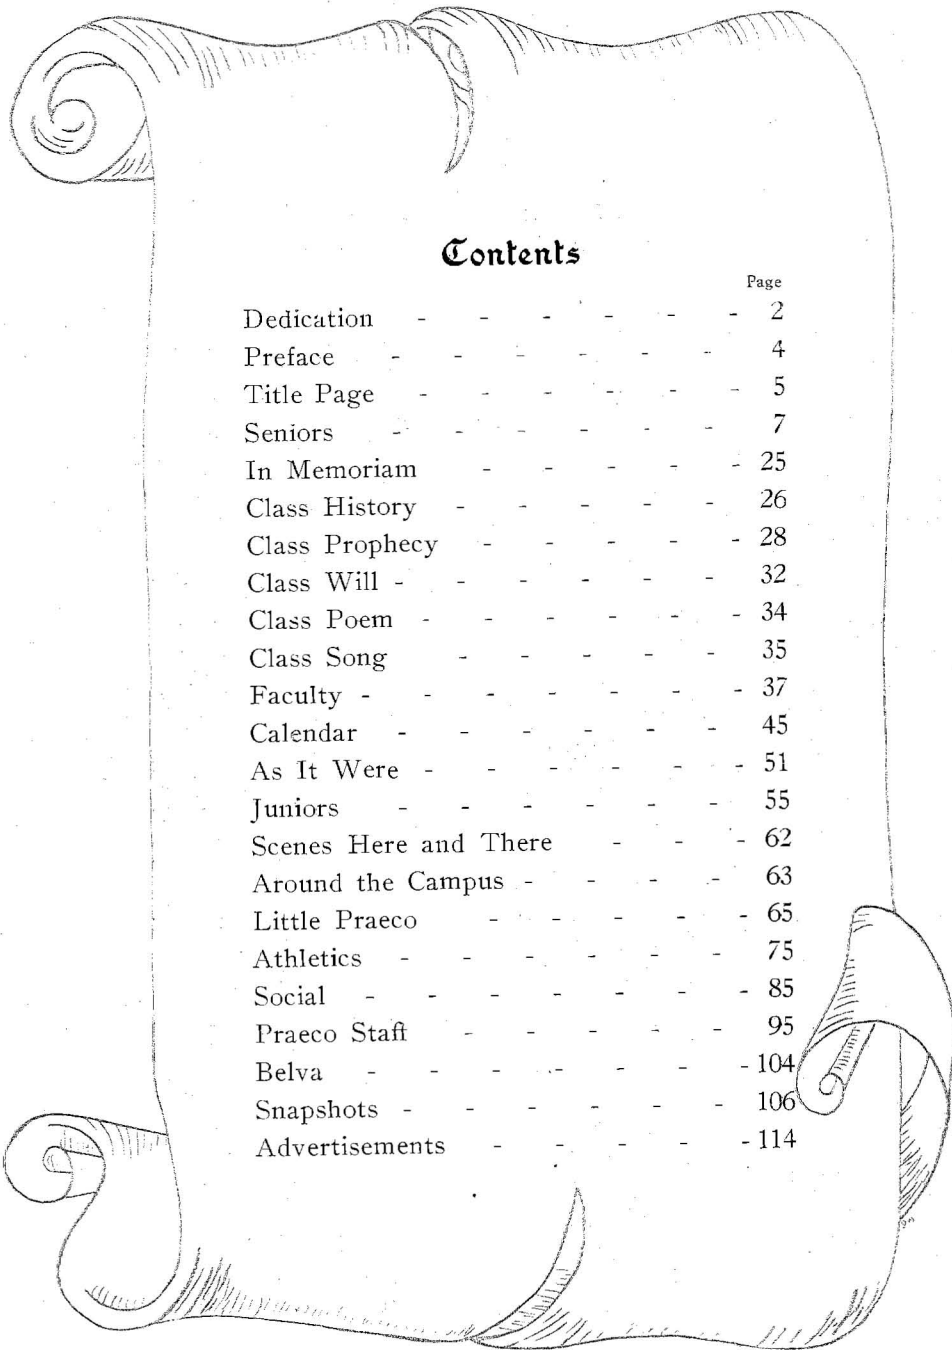 Contents
Page
Dedication - - - - - - 2
Preface - - - - - - 4
Title Page - - - - - - 5
Seniors - - - - - - 7
In Memoriam - - - - - 25
Class History - - - - - 26
Class Prophecy - - - - - 28
Class Will - - - - - - 32
Class Poem - - - - - - 34
Class Song - - - - - 35
Faculty - - - - - - - 37
Calendar - - - - - - 45
As It Were - - - - - - 51
Juniors - - - - - - 55
Scenes Here and There - - - 62
Around the Campus - - - - 63
Little Praeco - - - - - 65
Athletics - - - - - - 75
Social - - - - - - - 85
Praeco Staff - - - - - 95
Belva - - - - - - - 104
Snapshots - - - - - - 106
Advertisements - - - - - 114